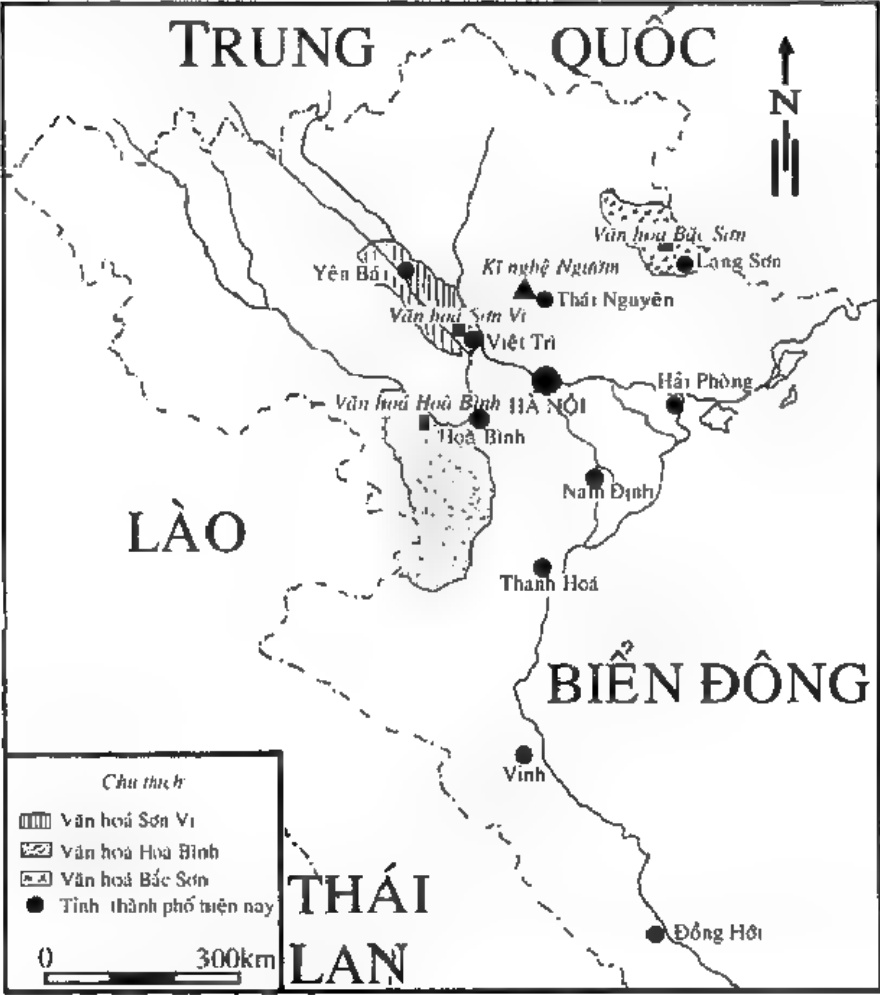 TRUNG QUỐC
N
Văn hoá Bắc Sơn
Lạng Sơn
Kĩ nghệ Ngườm
Yên Bái
Thái Nguyên
Văn hoá Sơn Vi
Việt Trì
Hải Phòng
Văn hoá Hoà Bình
HÀ NỘI
Hoà Bình
Nam Định
LÀO
Thanh Hoá
BIỂN ĐÔNG
Vinh
Chú thích
Văn hoá Sơn Vi
Văn hoá Hoà Bình
Văn hoá Bắc Sơn
Tỉnh thành phố hiện nay
THÁI
LAN
Đồng Hới
0 300km